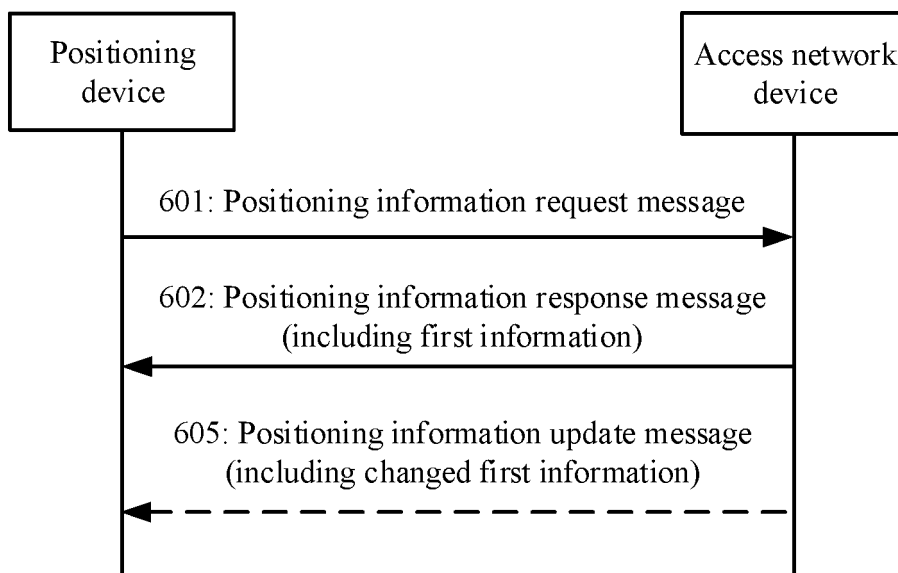 Positioning
device
Access network
device
601: Positioning information request message
602: Positioning information response message
(including first information)
605: Positioning information update message
(including changed first information)